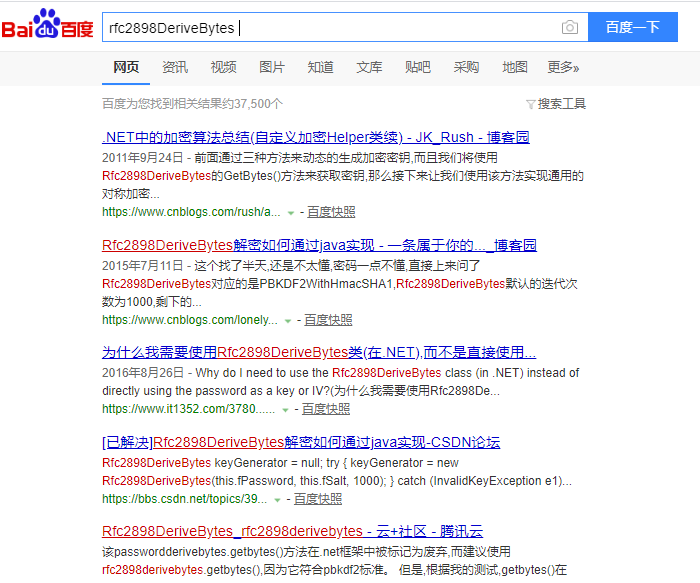 Bai du 百度
rfc2898DeriveBytes
百度一下
网页 资讯 视频 图片 知道 文库 贴吧 采购 地图 更多»
百度为您找到相关结果约37,500个
搜索工具
.NET中的加密算法总结(自定义加密Helper类续) - JK_Rush - 博客园
2011年9月24日 - 前面通过三种方法来动态的生成加密密钥,而且我们将使用
Rfc2898DeriveBytes的GetBytes()方法来获取密钥,那么接下来让我们使用该方法实现通用的
对称加密...
https://www.cnblogs.com/rush/a... - 百度快照
Rfc2898DeriveBytes解密如何通过java实现 - 一条属于你的..._博客园
2015年7月11日 - 这个找了半天,还是不太懂,密码一点不懂,直接上来问了
Rfc2898DeriveBytes对应的是PBKDF2WithHmacSHA1,Rfc2898DeriveBytes默认的迭代次
数为1000,剩下的...
https://www.cnblogs.com/lonely... - 百度快照
为什么我需要使用Rfc2898DeriveBytes类(在.NET),而不是直接使用...
2016年8月26日 - Why do I need to use the Rfc2898DeriveBytes class (in .NET) instead of
directly using the password as a key or IV?(为什么我需要使用Rfc2898De...
https://www.it1352.com/3780...... - 百度快照
[已解决]Rfc2898DeriveBytes解密如何通过java实现-CSDN论坛
Rfc2898DeriveBytes keyGenerator = null; try { keyGenerator = new
Rfc2898DeriveBytes(this.fPassword, this.fSalt, 1000); } catch (InvalidKeyException e1)...
https://bbs.csdn.net/topics/39... - 百度快照
Rfc2898DeriveBytes_rfc2898derivebytes - 云+社区 - 腾讯云
该passwordderivebytes.getbytes()方法在.net框架中被标记为废弃,而建议使用
rfc2898derivebytes.getbytes(),因为它符合pbkdf2标准。 但是,根据我的测试,getbytes()在